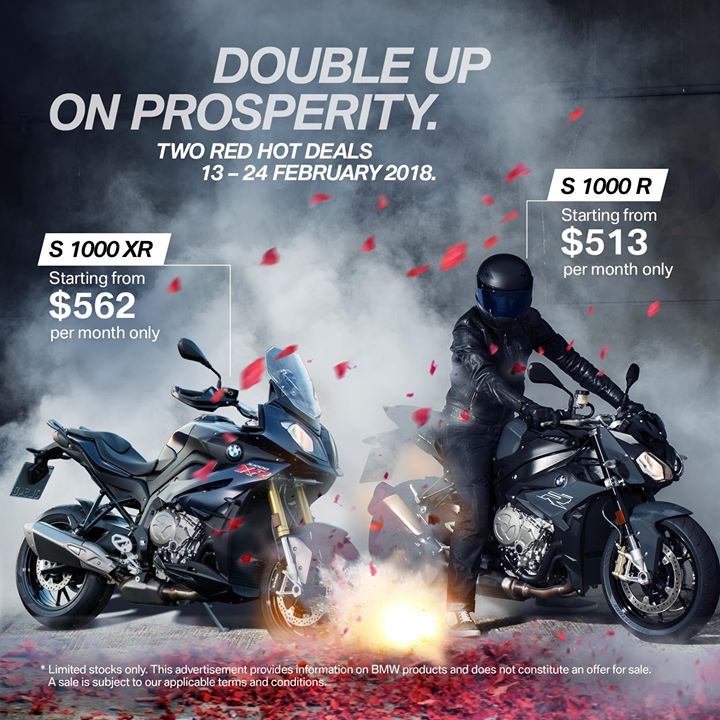 DOUBLE UP
ON PROSPERITY.
TWO RED HOT DEALS
13 – 24 FEBRUARY 2018.
S 1000 R
Starting from
$513
per month only
S 1000 XR
Starting from
$562
per month only
XR
R
* Limited stocks only. This advertisement provides information on BMW products and does not constitute an offer for sale.
A sale is subject to our applicable terms and conditions.